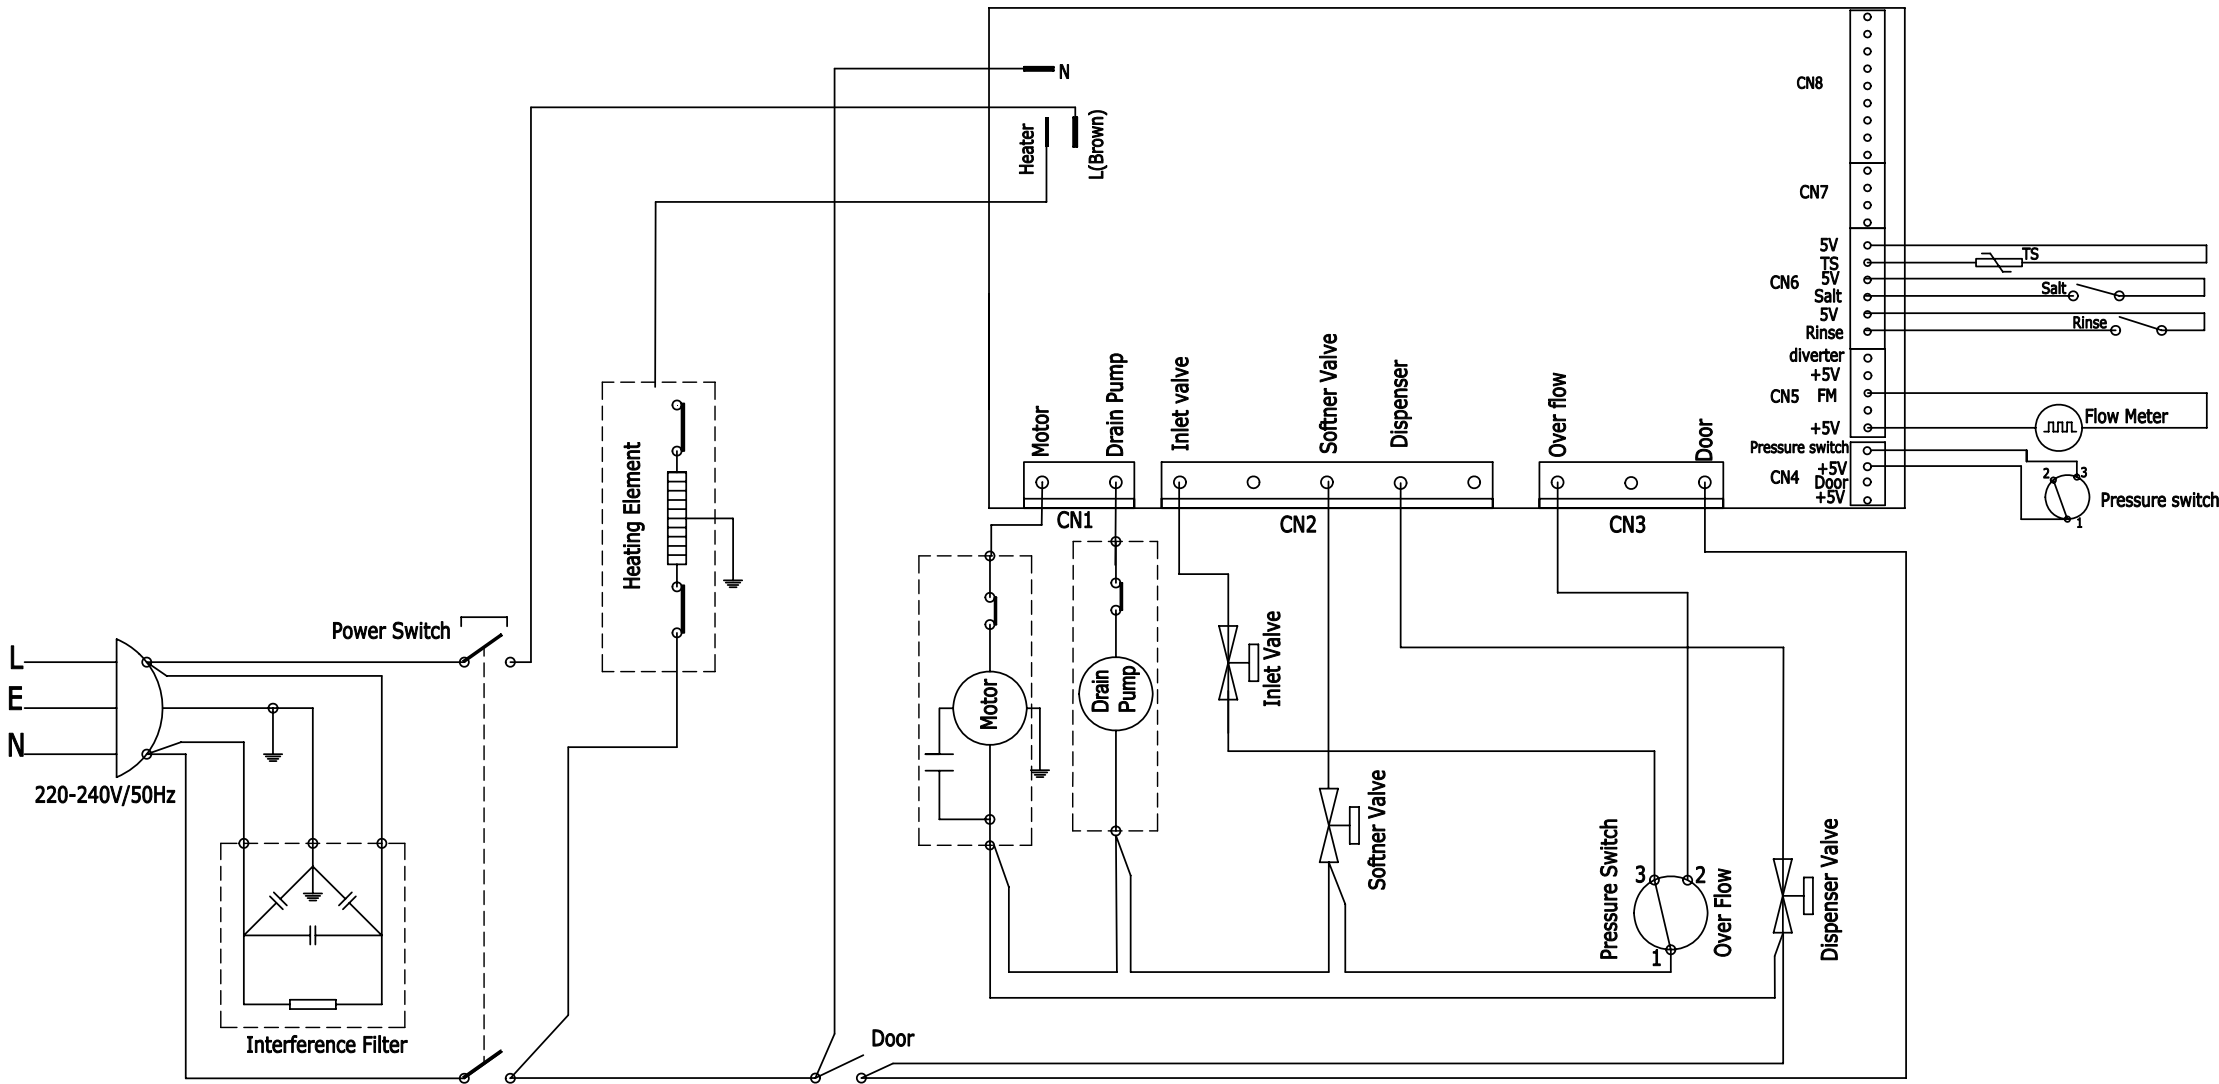 N
CN8
L(Brown)
Heater
CN7
5V
TS
TS
CN6
5V
Salt
Salt
5V
Rinse
Rinse
diverter
+5V
CN5
FM
+5V
Flow Meter
Pressure switch
+5V
CN4
Door
+5V
2
3
1
Pressure switch
Motor
Drain Pump
Inlet valve
Softner Valve
Dispenser
Over flow
Door
CN1
CN2
CN3
Heating Element
Power Switch
L
E
N
220-240V/50Hz
Interference Filter
Motor
Drain
Pump
Inlet Valve
Softner Valve
Pressure Switch
3
2
1
Over Flow
Dispenser Valve
Door